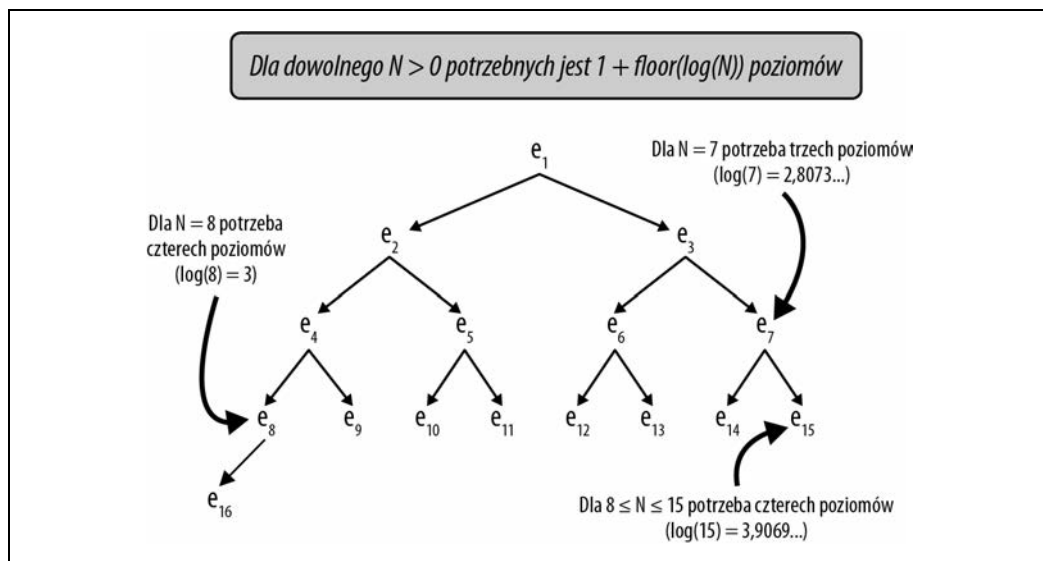 Dla dowolnego N > 0 potrzebnych jest 1 + floor(log(N)) poziomów
e₁
Dla N = 7 potrzeba trzech poziomów
(log(7) = 2,8073...)
Dla N = 8 potrzeba
czterech poziomów
(log(8) = 3)
e₂
e₃
e₄
e₅
e₆
e₇
e₈
e₉
e₁₀
e₁₁
e₁₂
e₁₃
e₁₄
e₁₅
e₁₆
Dla 8 ≤ N ≤ 15 potrzeba czterech poziomów
(log(15) = 3,9069...)